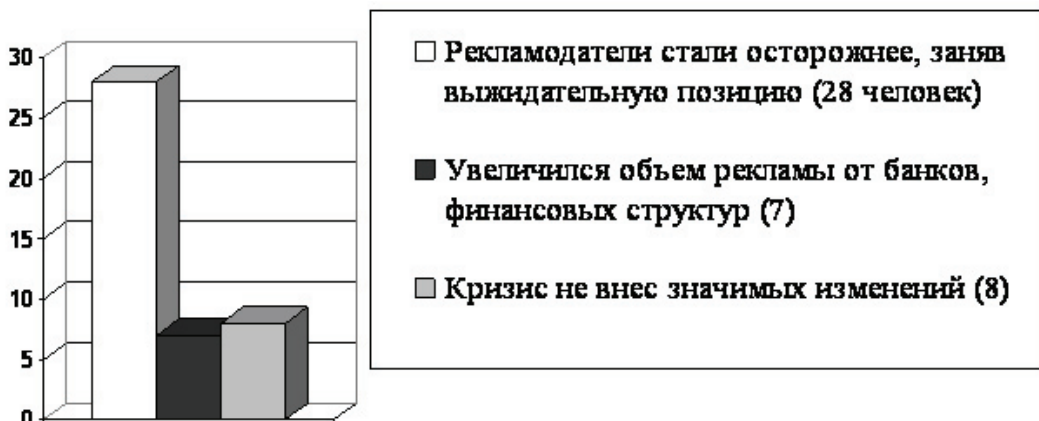 30
25
20
15
10
5
0
Рекламодатели стали осторожнее, заняв
выжидательную позицию (28 человек)
Увеличился объем рекламы от банков,
финансовых структур (7)
Кризис не внес значимых изменений (8)